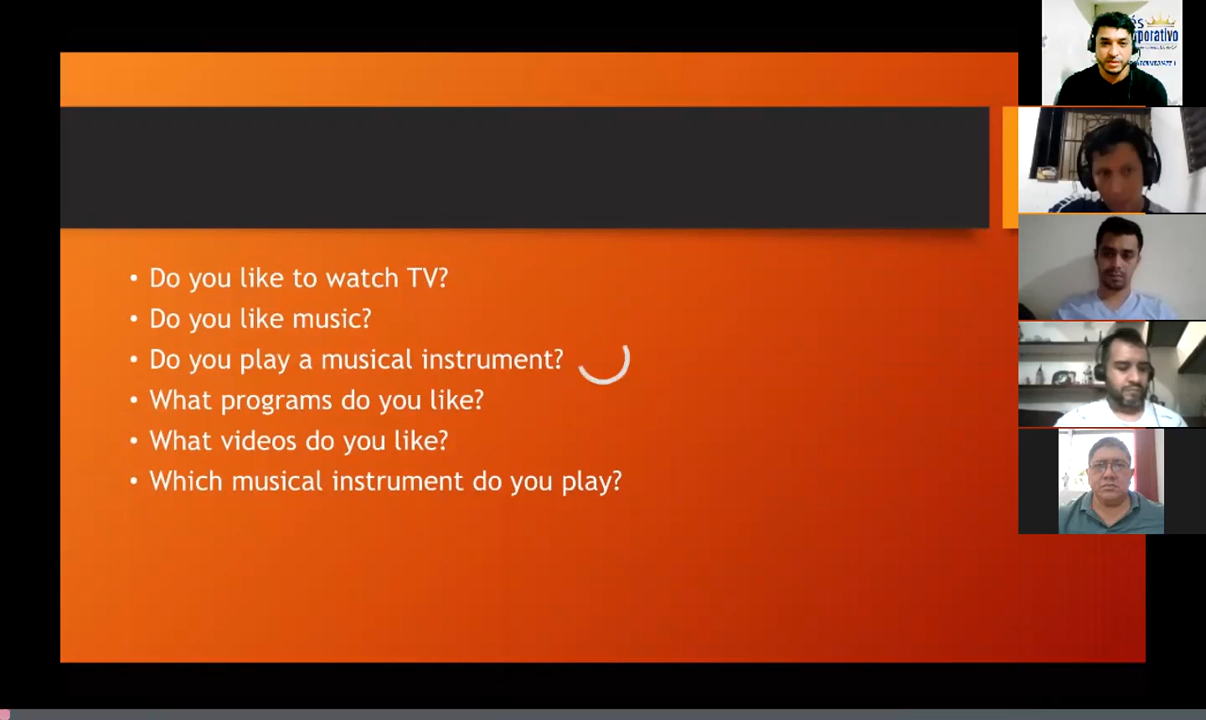 • Do you like to watch TV?
• Do you like music?
• Do you play a musical instrument?
• What programs do you like?
• What videos do you like?
• Which musical instrument do you play?